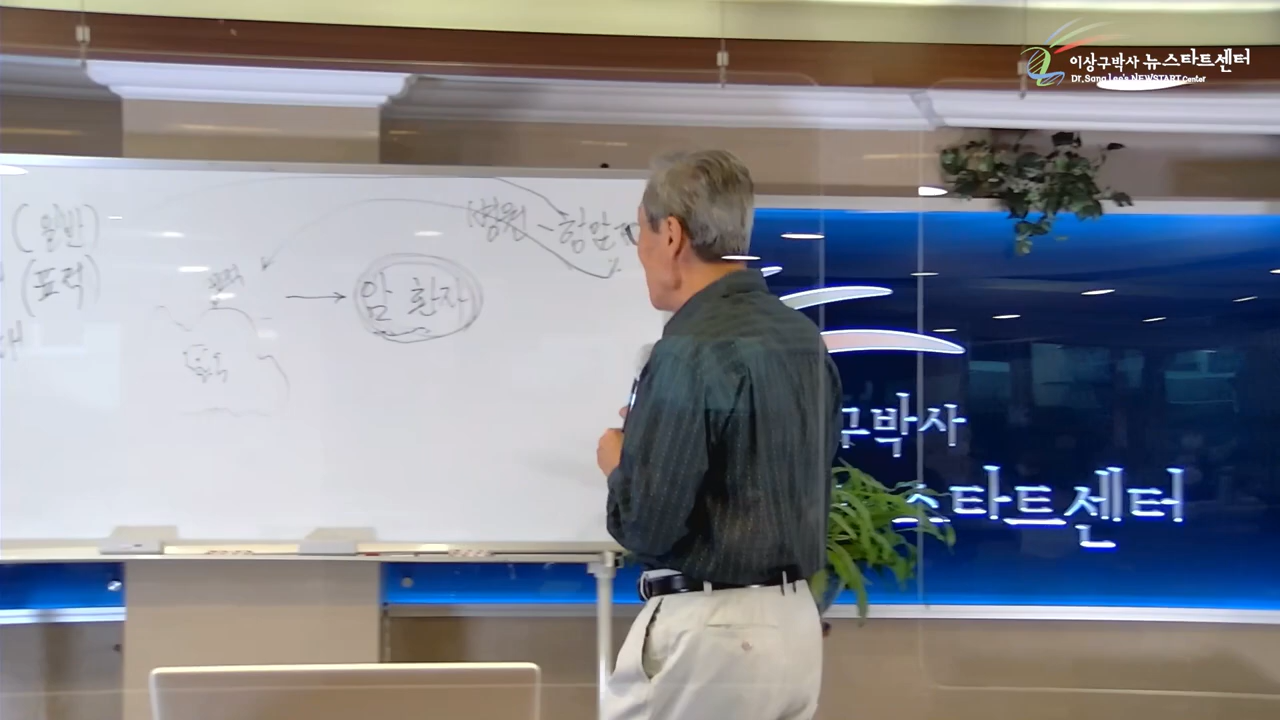 이상구박사 뉴스타트센터
Dr. Sang Lee's NEWSTART Center
(일반)
(표적)
병원 - 항암
암 환자
구박사
스타트센터